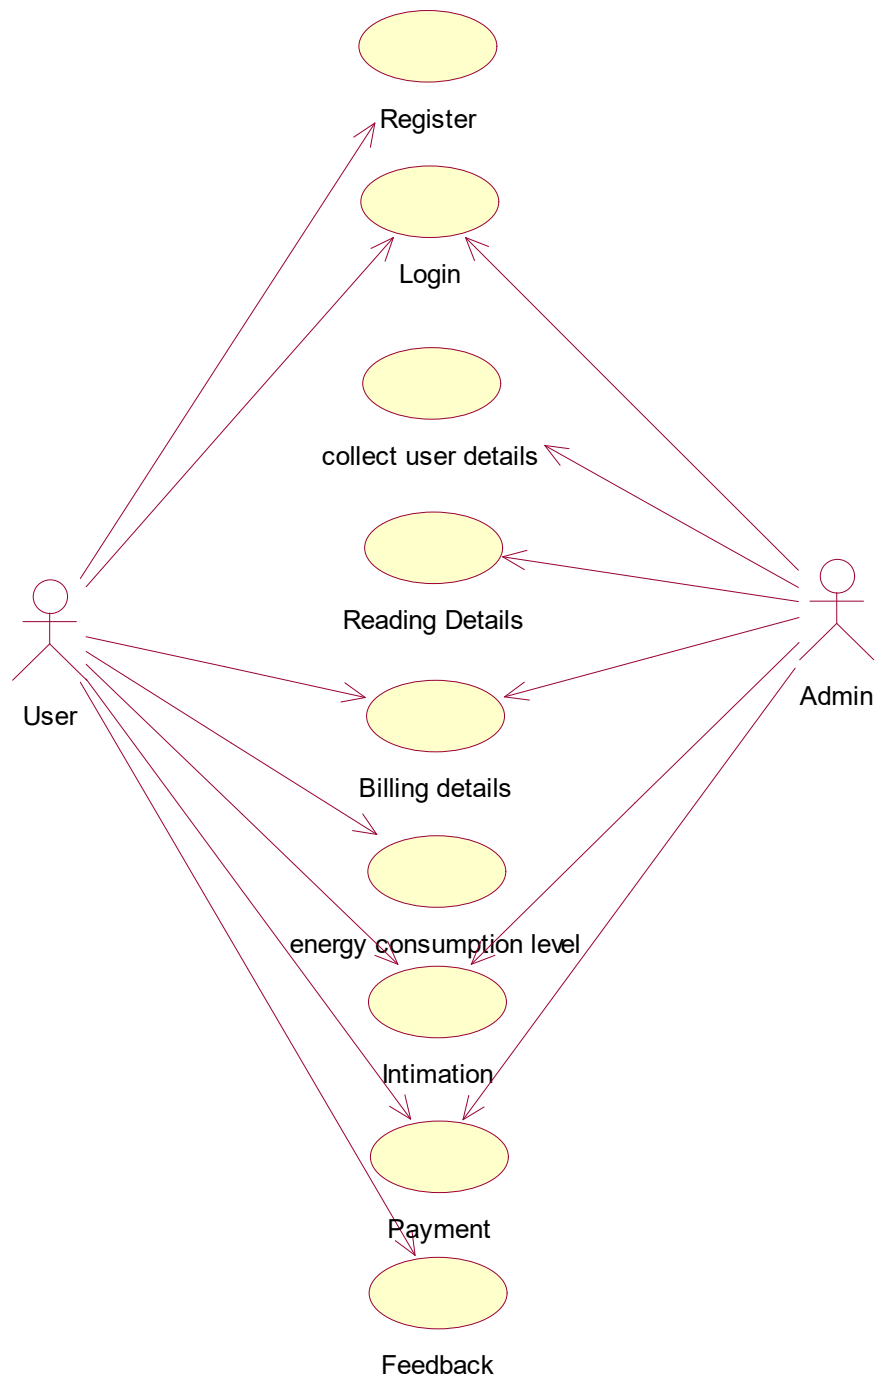 Register
Login
collect user details
Reading Details
User
Admin
Billing details
energy consumption level
Intimation
Payment
Feedback